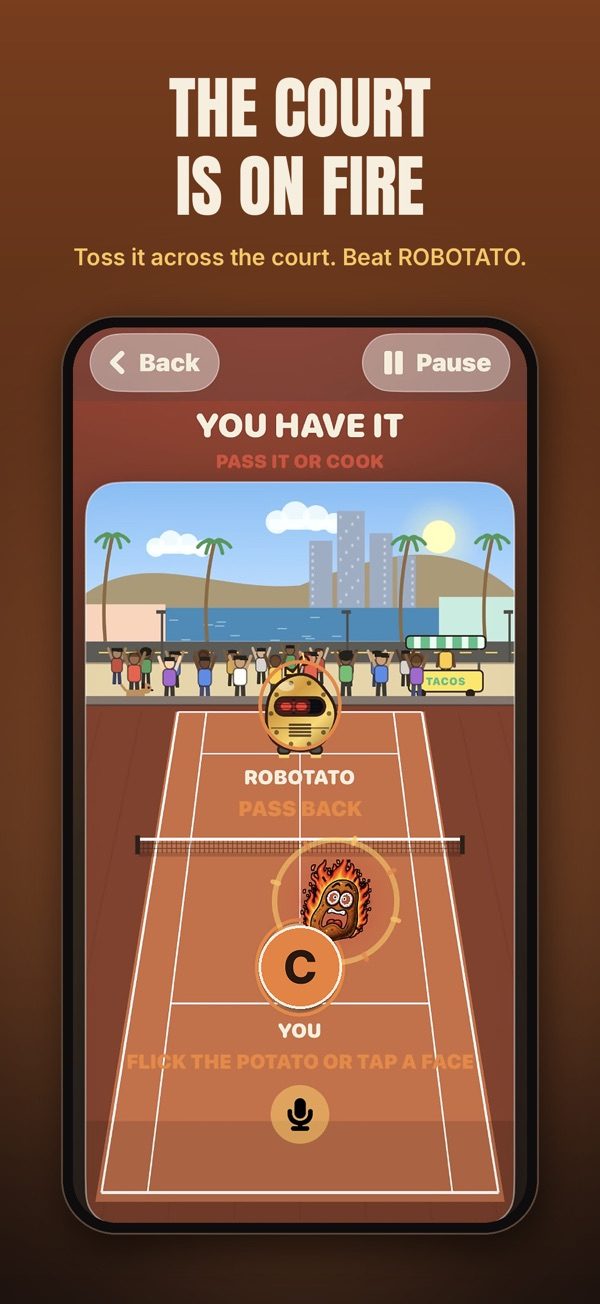 THE COURT
IS ON FIRE
Toss it across the court. Beat ROBOTATO.
Back
Pause
YOU HAVE IT
PASS IT OR COOK
TACOS
ROBOTATO
PASS BACK
C
YOU
FLICK THE POTATO OR TAP A FACE